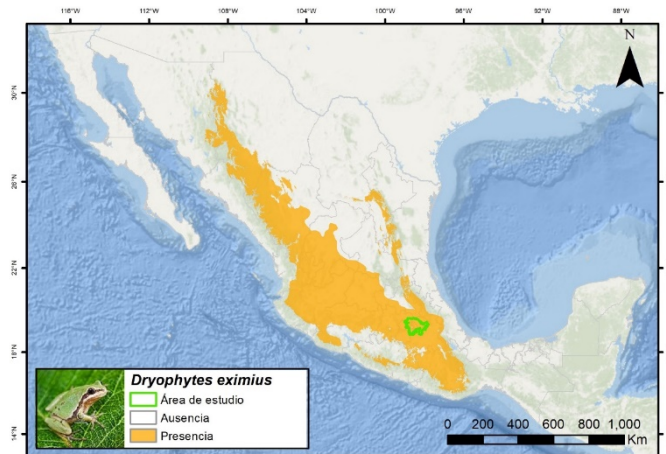 116°W 112°W 108°W 104°W 100°W 96°W 92°W 88°W
N
30°N
26°N
22°N
18°N
14°N
Dryophytes eximius
Área de estudio
Ausencia
Presencia
0 200 400 600 800 1,000
Km